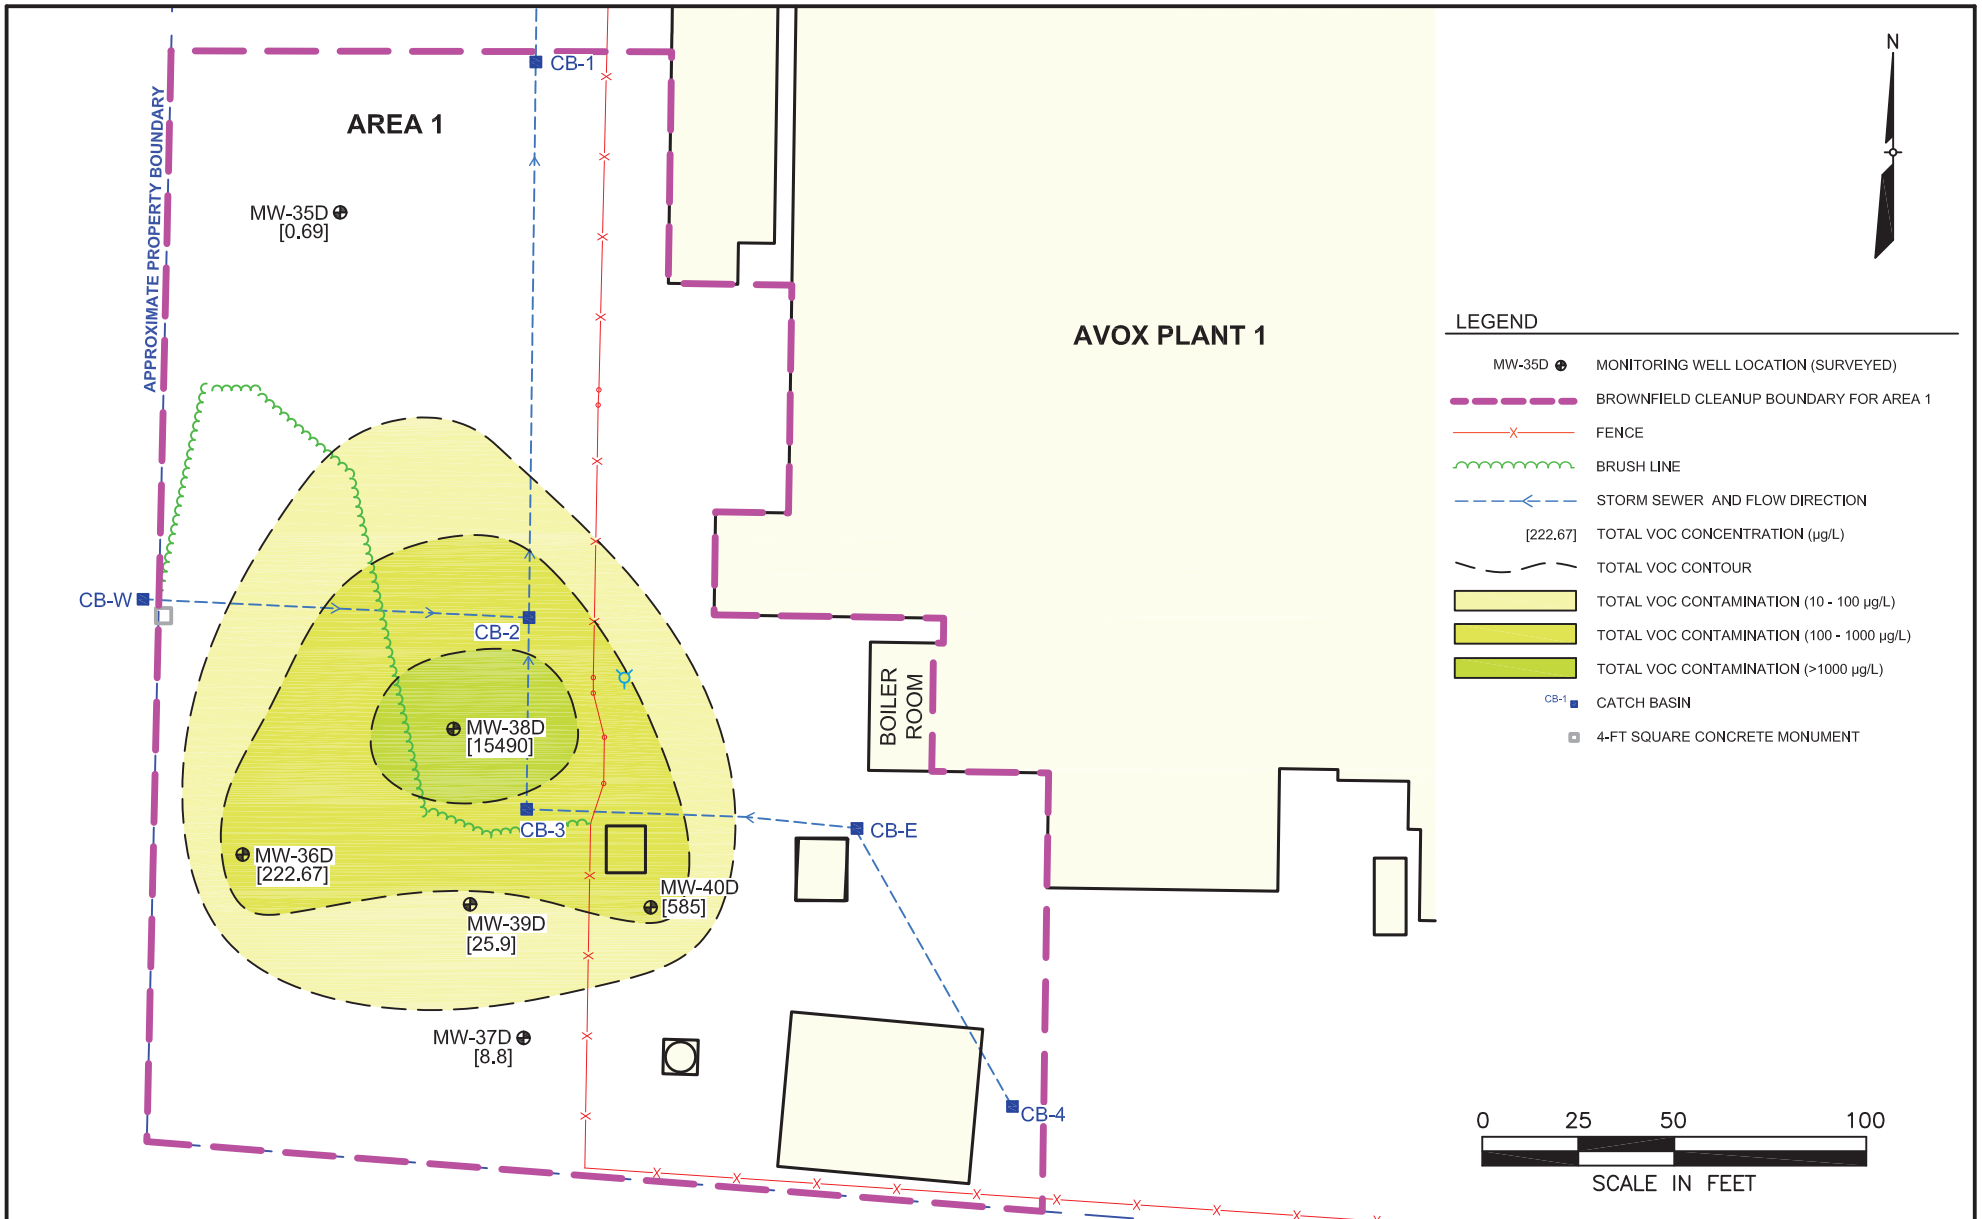 CB-1
N
AREA 1
APPROXIMATE PROPERTY BOUNDARY
MW-35D
[0.69]
AVOX PLANT 1
LEGEND
MW-35D MONITORING WELL LOCATION (SURVEYED)
BROWNFIELD CLEANUP BOUNDARY FOR AREA 1
X FENCE
BRUSH LINE
STORM SEWER AND FLOW DIRECTION
[222.67] TOTAL VOC CONCENTRATION (µg/L)
TOTAL VOC CONTOUR
TOTAL VOC CONTAMINATION (10 - 100 µg/L)
TOTAL VOC CONTAMINATION (100 - 1000 µg/L)
TOTAL VOC CONTAMINATION (>1000 µg/L)
CB-1 CATCH BASIN
4-FT SQUARE CONCRETE MONUMENT
CB-W
CB-2
BOILER
ROOM
MW-38D
[15490]
CB-3
CB-E
MW-36D
[222.67]
MW-40D
[585]
MW-39D
[25.9]
MW-37D
[8.8]
CB-4
0 25 50 100
SCALE IN FEET